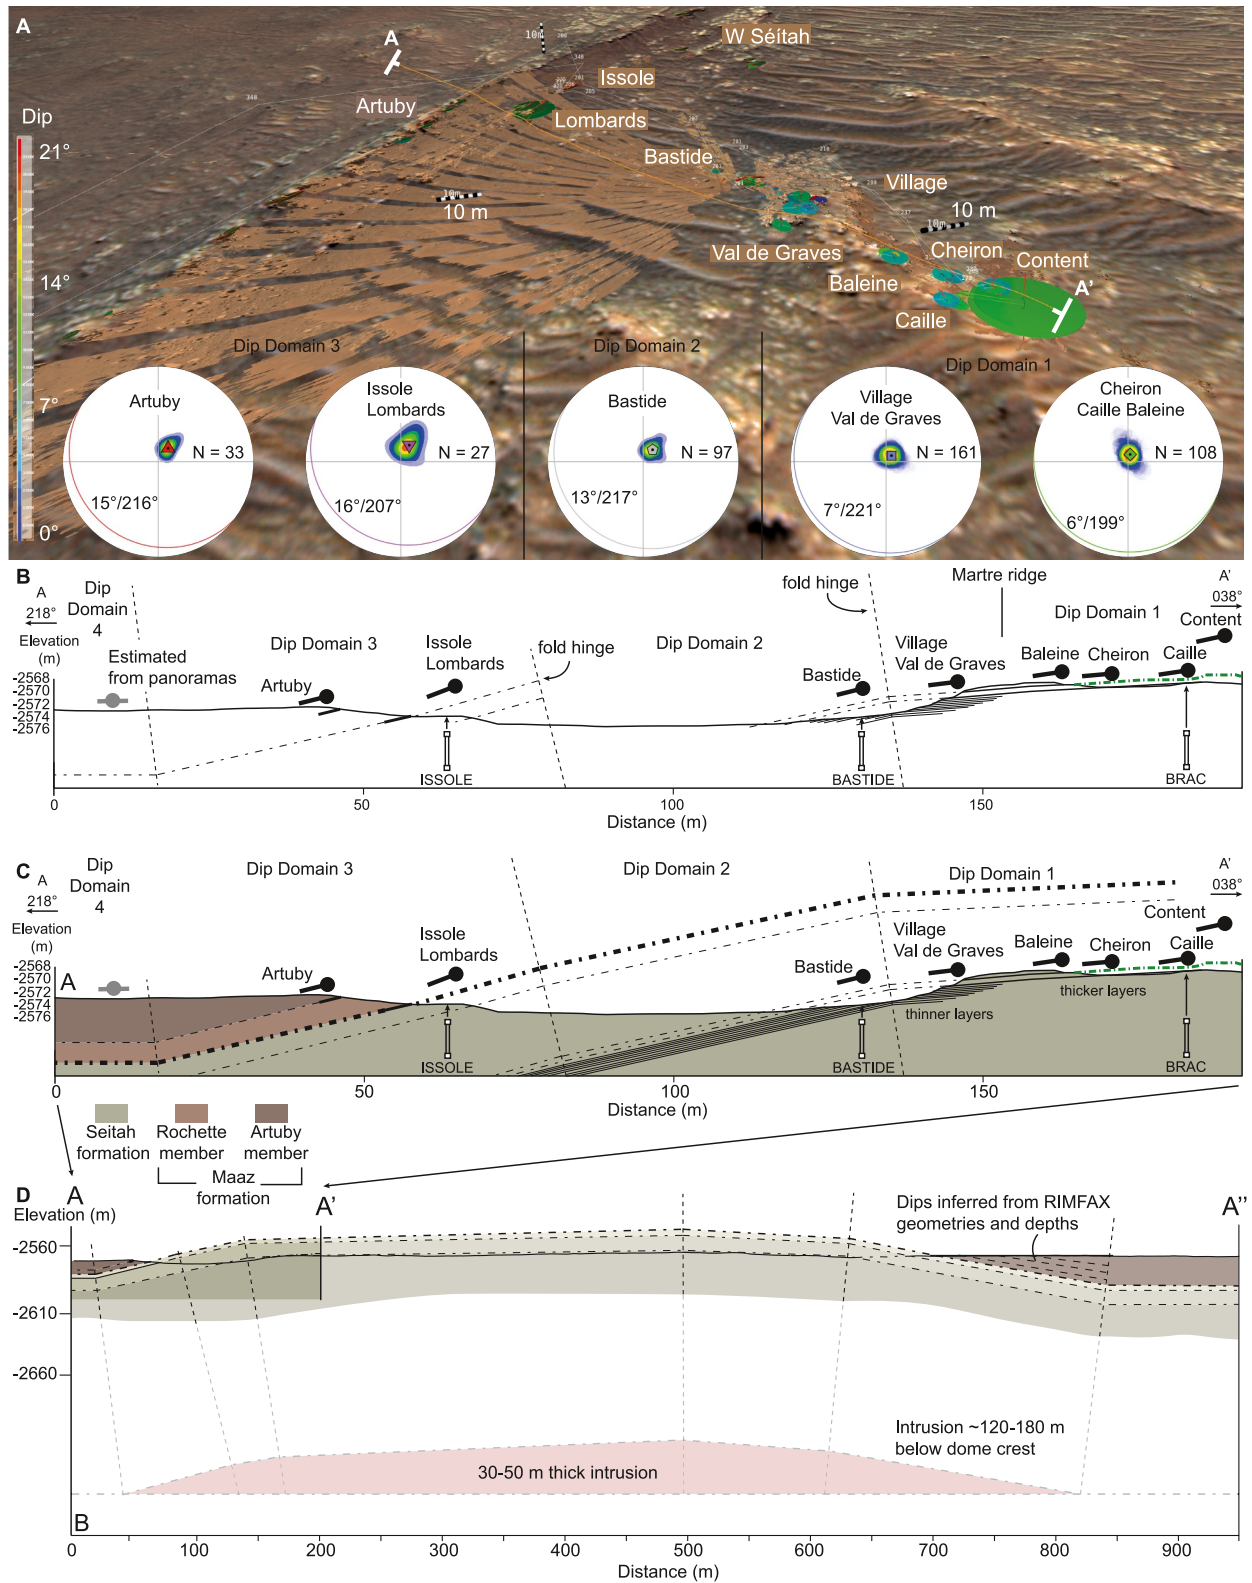 A
A
W Séítah
10m
Issole
Artuby
Lombards
Dip
21°
14°
7°
0°
Bastide
Village
10m
10 m
10m
10 m
Val de Graves
Cheiron
Content
Baleine
A'
Caille
Dip Domain 3
Dip Domain 2
Dip Domain 1
Artuby
N = 33
15°/216°
Issole
Lombards
N = 27
16°/207°
Bastide
N = 97
13°/217°
Village
Val de Graves
N = 161
7°/221°
Cheiron
Caille Baleine
N = 108
6°/199°
B
A
218°
Dip
Domain
4
Elevation
(m)
-2568
-2570
-2572
-2574
-2576
Estimated
from panoramas
Dip Domain 3
Artuby
Issole
Lombards
fold hinge
Dip Domain 2
fold hinge
Bastide
Village
Val de Graves
Martre ridge
Dip Domain 1
Baleine
Cheiron
Caille
Content
A'
038°
ISSOLE
BASTIDE
BRAC
0
50
100
150
Distance (m)
C
A
218°
Dip
Domain
4
Elevation
(m)
-2568
-2570
-2572
-2574
-2576
A
Dip Domain 3
Artuby
Issole
Lombards
Dip Domain 2
Bastide
Dip Domain 1
Village
Val de Graves
Baleine
Cheiron
Caille
Content
A'
038°
thinner layers
thicker layers
ISSOLE
BASTIDE
BRAC
0
50
100
150
Distance (m)
Seitah
formation
Rochette
member
Artuby
member
Maaz
formation
D
A
A'
A''
Elevation (m)
-2560
-2610
-2660
Dips inferred from RIMFAX
geometries and depths
Intrusion ~120-180 m
below dome crest
30-50 m thick intrusion
B
0
100
200
300
400
500
600
700
800
900
Distance (m)